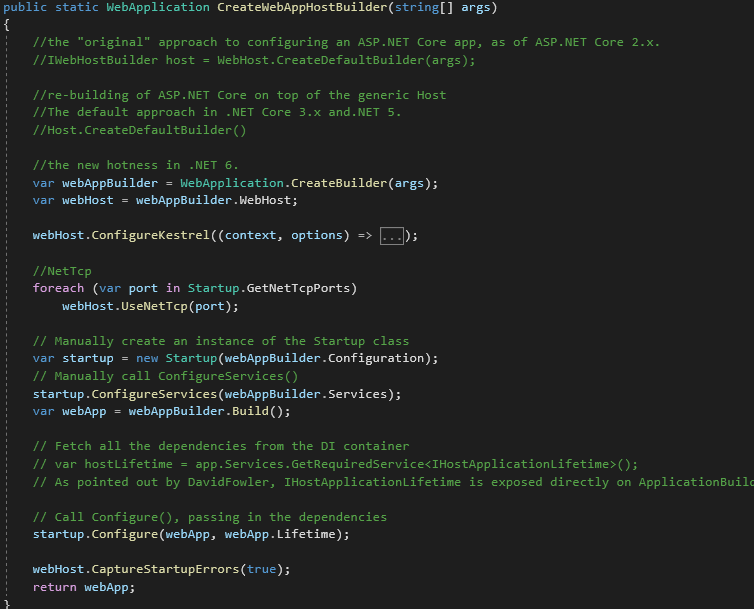 public static WebApplication CreateWebAppHostBuilder(string[] args)
{
//the "original" approach to configuring an ASP.NET Core app, as of ASP.NET Core 2.x.
//IWebHostBuilder host = WebHost.CreateDefaultBuilder(args);
//re-building of ASP.NET Core on top of the generic Host
//The default approach in .NET Core 3.x and.NET 5.
//Host.CreateDefaultBuilder()
//the new hotness in .NET 6.
var webAppBuilder = WebApplication.CreateBuilder(args);
var webHost = webAppBuilder.WebHost;
webHost.ConfigureKestrel((context, options) => ...);
//NetTcp
foreach (var port in Startup.GetNetTcpPorts)
webHost.UseNetTcp(port);
// Manually create an instance of the Startup class
var startup = new Startup(webAppBuilder.Configuration);
// Manually call ConfigureServices()
startup.ConfigureServices(webAppBuilder.Services);
var webApp = webAppBuilder.Build();
// Fetch all the dependencies from the DI container
// var hostLifetime = app.Services.GetRequiredService<IHostApplicationLifetime>();
// As pointed out by DavidFowler, IHostApplicationLifetime is exposed directly on ApplicationBuild
// Call Configure(), passing in the dependencies
startup.Configure(webApp, webApp.Lifetime);
webHost.CaptureStartupErrors(true);
return webApp;
}